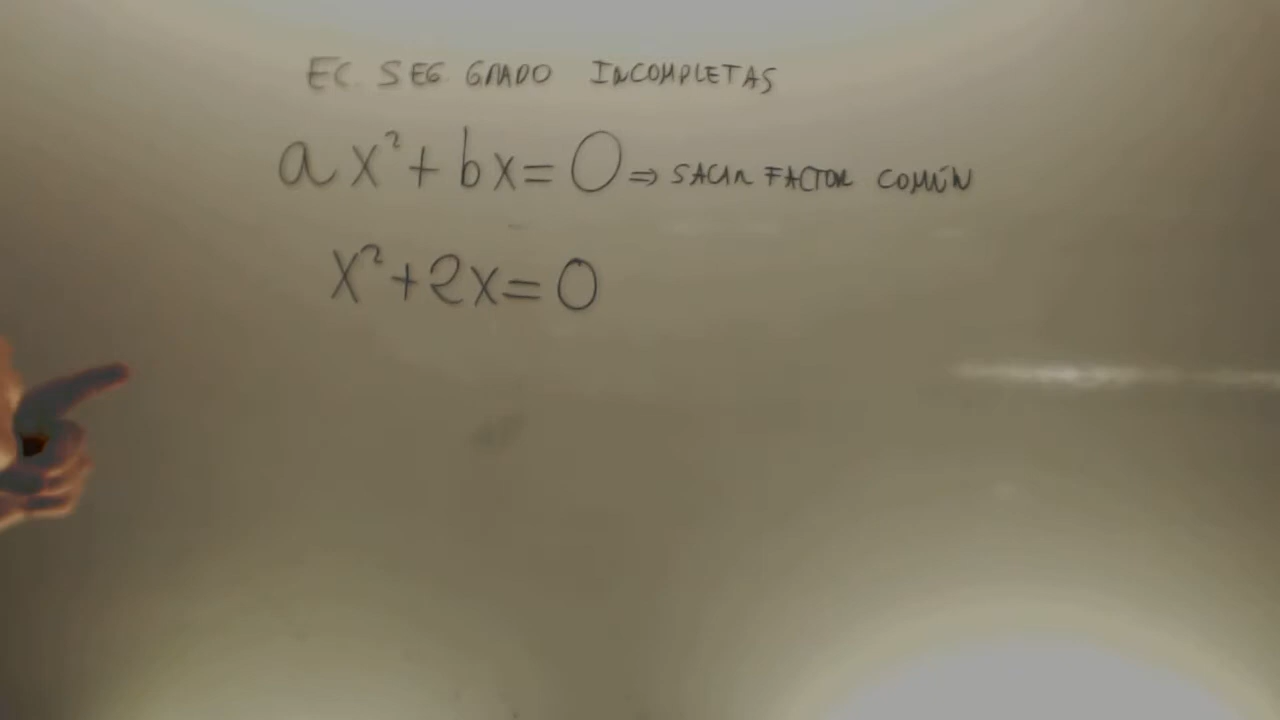 EC. SEG. GRADO INCOMPLETAS
ax²+bx=0⇒ SACAR FACTOR COMÚN
x²+2x=0